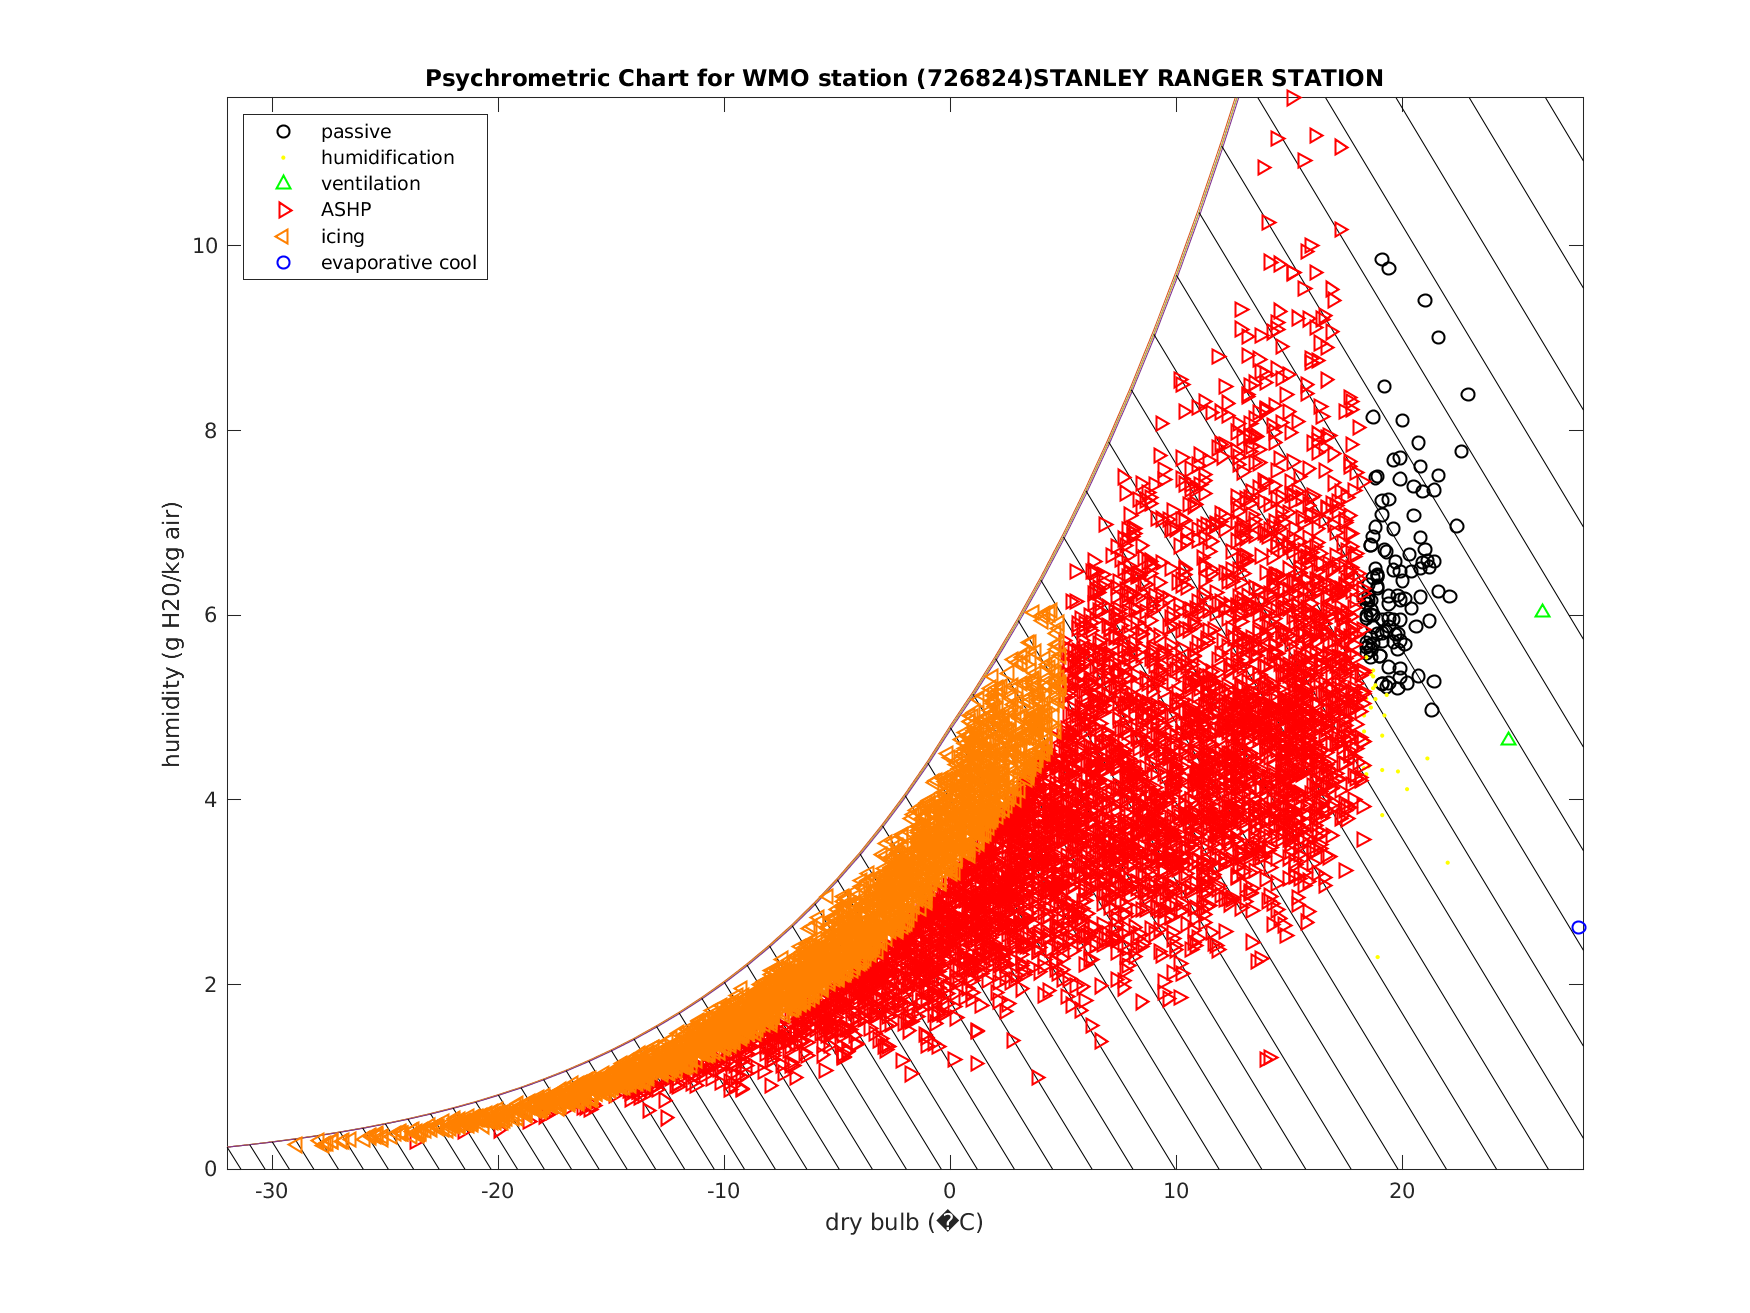 Psychrometric Chart for WMO station (726824)STANLEY RANGER STATION
passive
humidification
ventilation
ASHP
icing
evaporative cool
humidity (g H20/kg air)
10
8
6
4
2
0
-30
-20
-10
0
10
20
dry bulb (�C)